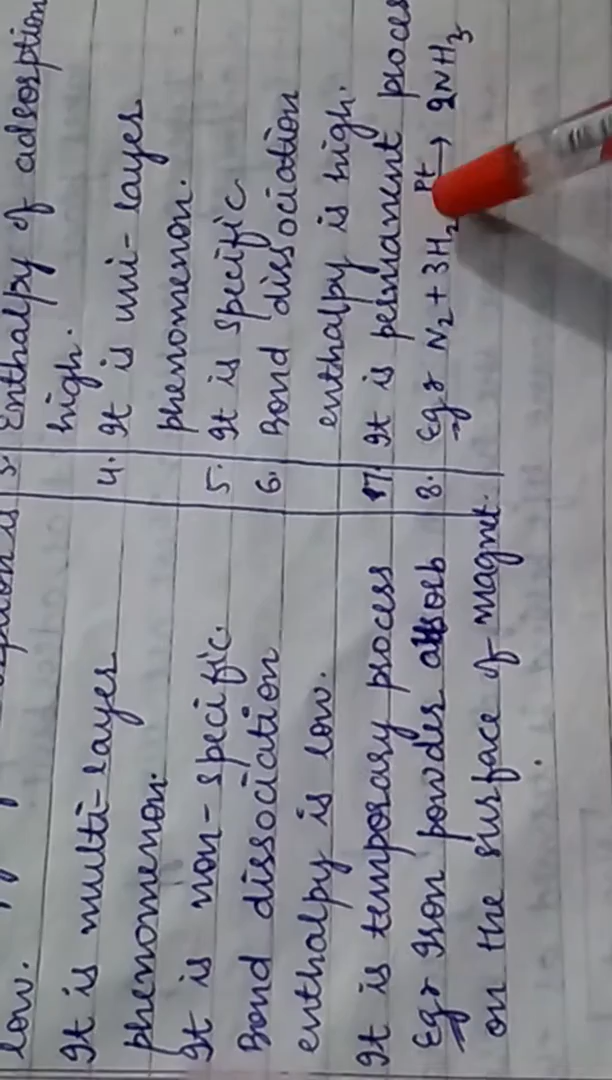 low.
It is multi-layer
phenomenon.
It is non-specific.
Bond dissociation
enthalpy is low.
It is temporary process
Eg→ Iron powder absorb
on the surface of magnet.
3. Enthalpy of adsorption
high.
4. It is uni-layer
phenomenon.
5. It is specific
6. Bond dissociation
enthalpy is high.
7. It is permanent proces
8. Eg→ N₂ + 3H₂ Pt→ 2NH₃